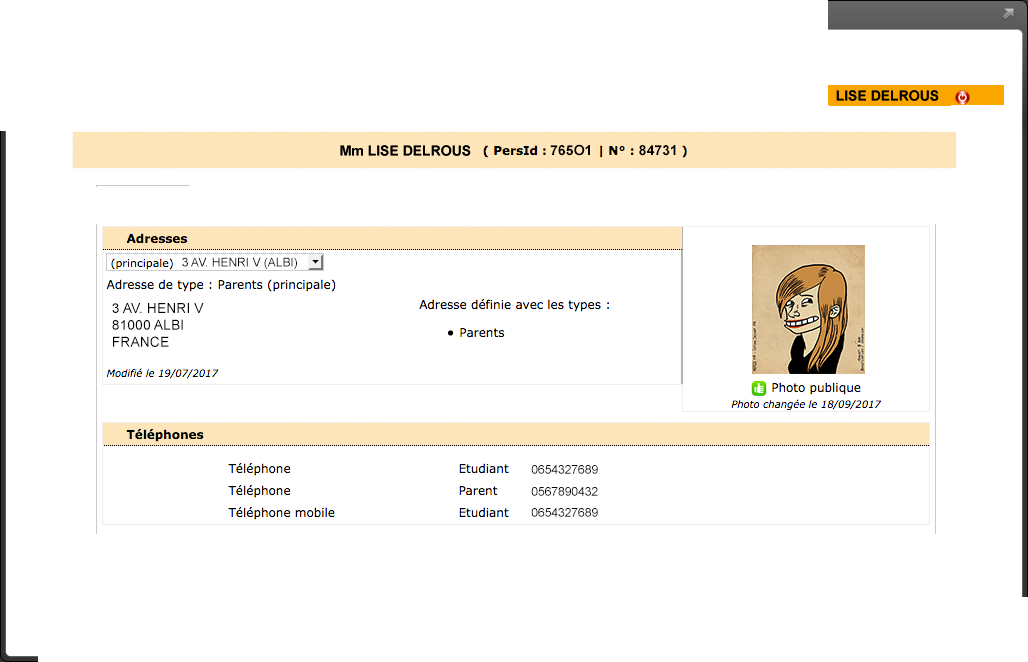 LISE DELROUS
Mm LISE DELROUS ( PersId : 765O1 | N° : 84731 )
Adresses
(principale) 3 AV. HENRI V (ALBI)
Adresse de type : Parents (principale)
3 AV. HENRI V
81000 ALBI
FRANCE
Modifié le 19/07/2017
Adresse définie avec les types :
• Parents
Photo publique
Photo changée le 18/09/2017
Téléphones
Téléphone Etudiant 0654327689
Téléphone Parent 0567890432
Téléphone mobile Etudiant 0654327689